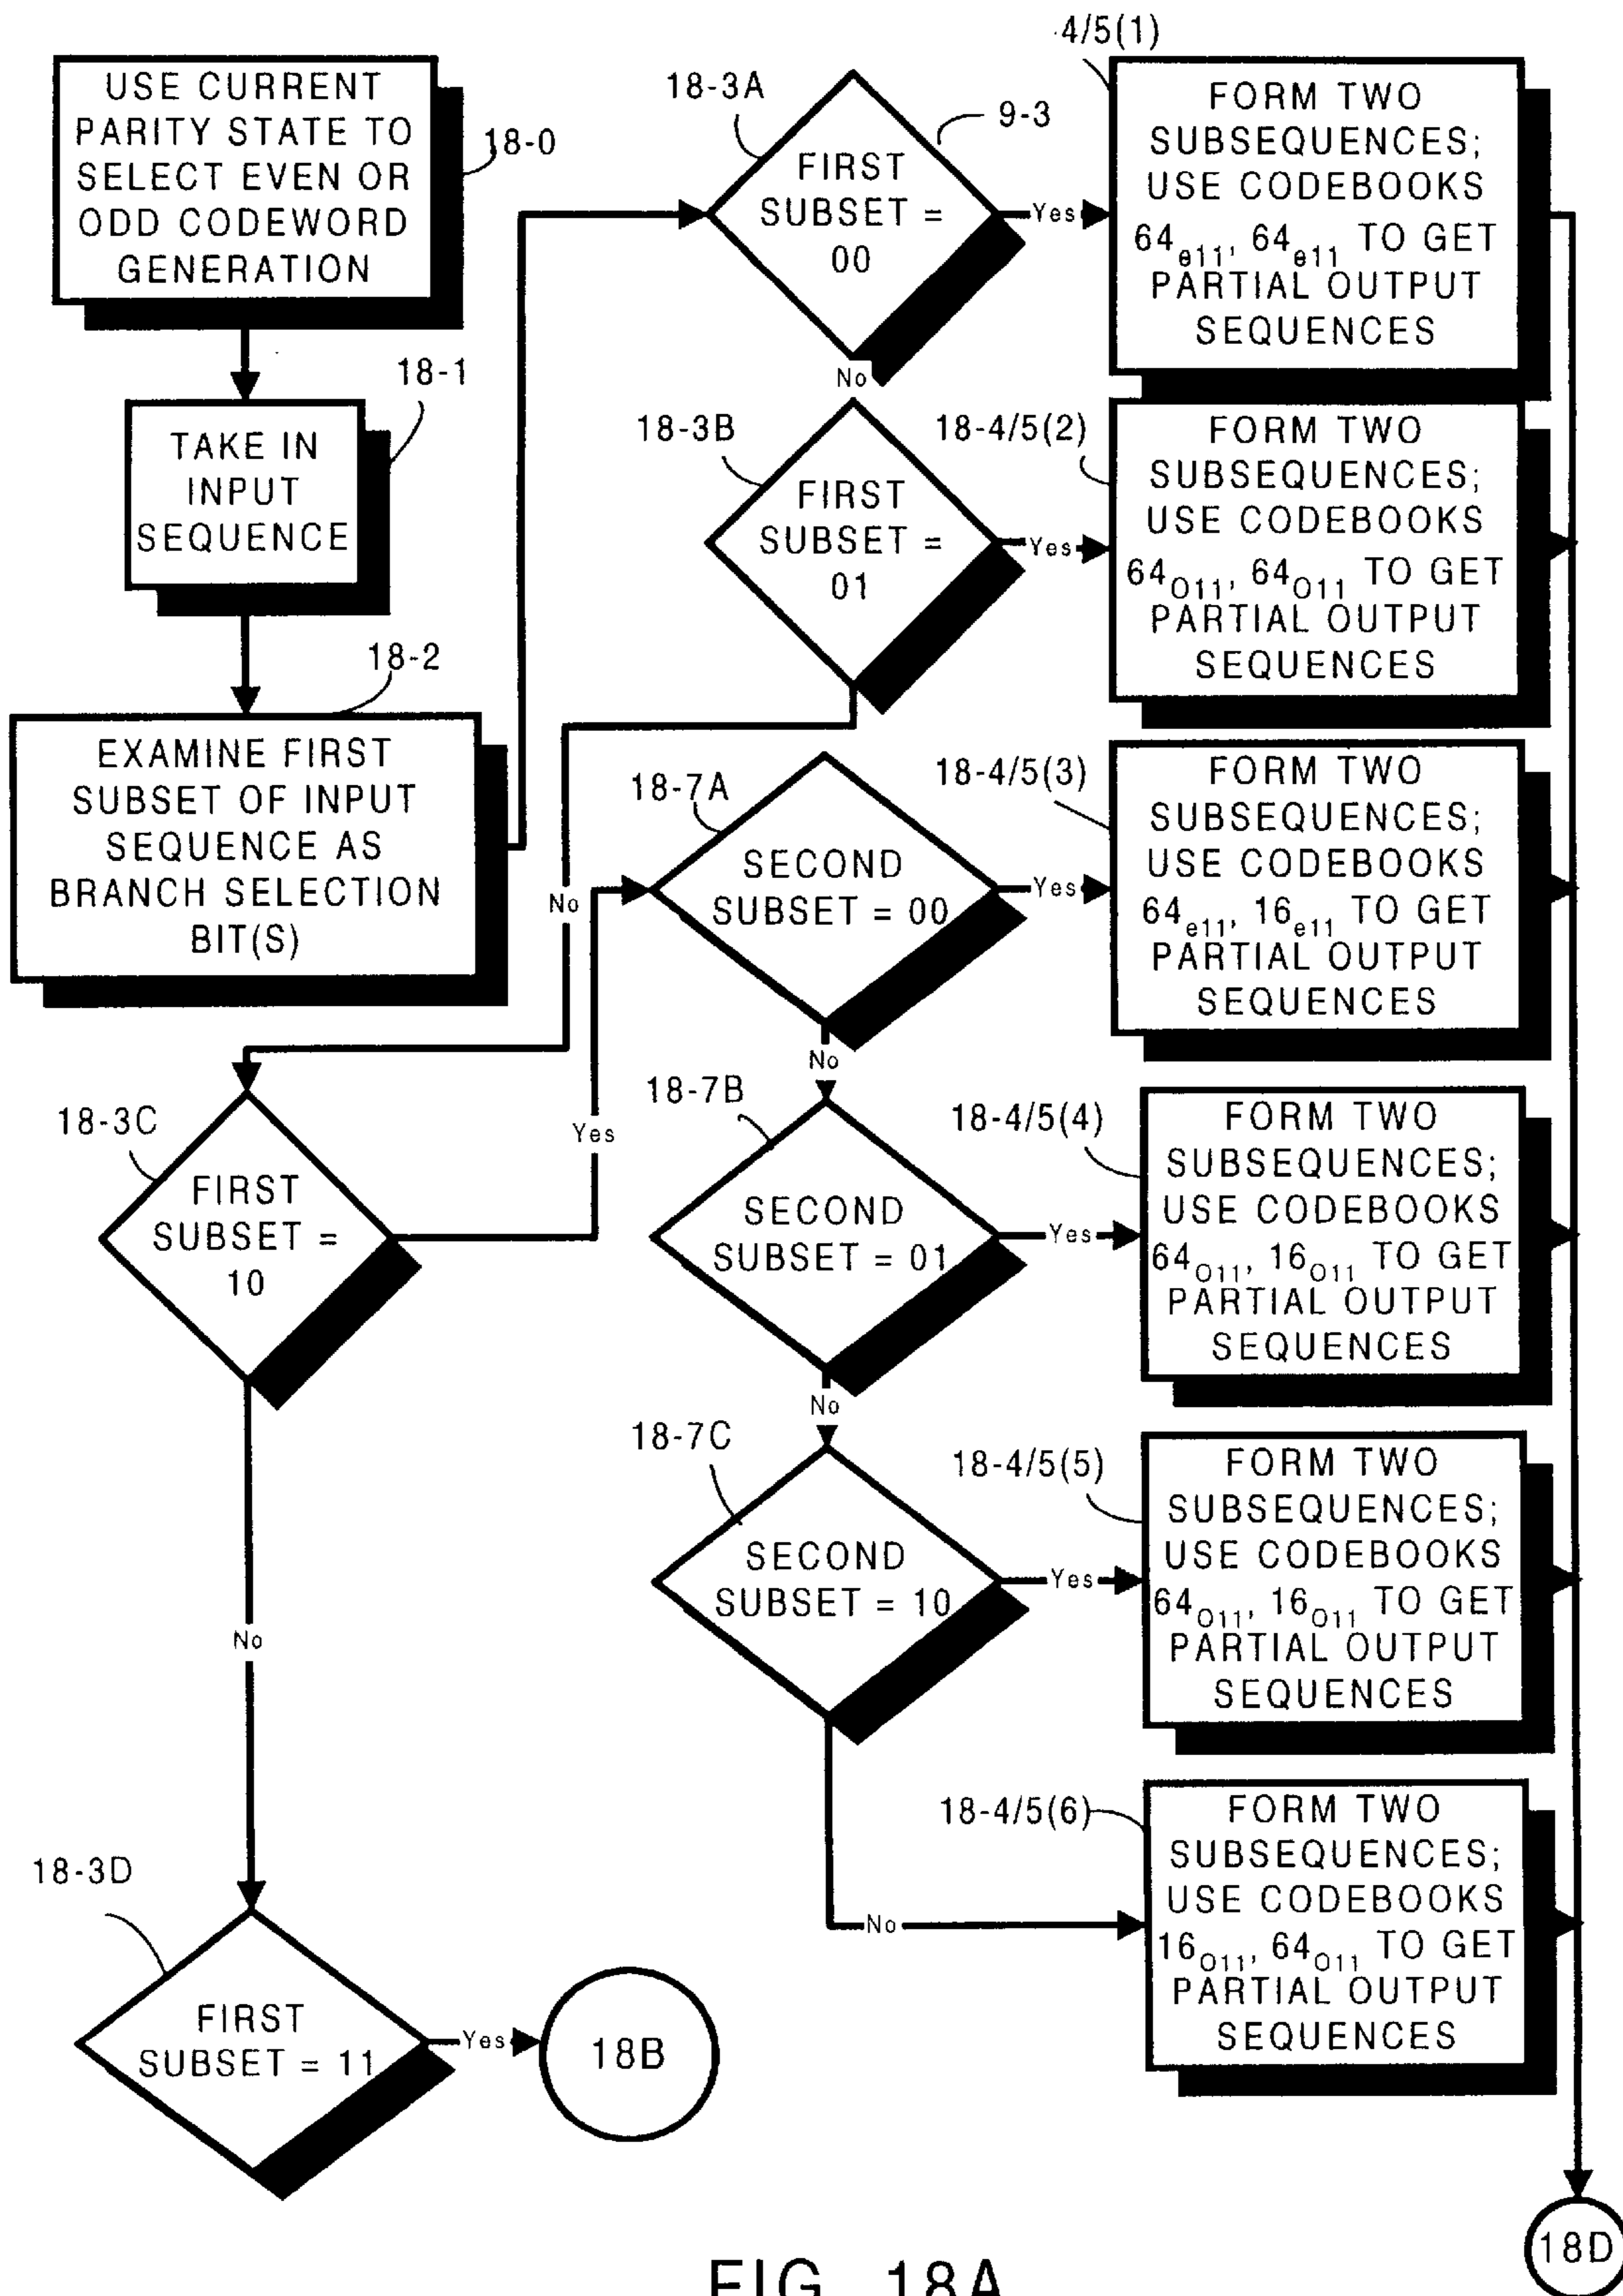 USE CURRENT
PARITY STATE TO
SELECT EVEN OR
ODD CODEWORD
GENERATION
18-0
18-1
TAKE IN
INPUT
SEQUENCE
18-2
EXAMINE FIRST
SUBSET OF INPUT
SEQUENCE AS
BRANCH SELECTION
BIT(S)
18-3A
9-3
FIRST
SUBSET =
00
Yes
No
4/5(1)
FORM TWO
SUBSEQUENCES;
USE CODEBOOKS
64e11, 64e11 TO GET
PARTIAL OUTPUT
SEQUENCES
18-3B
FIRST
SUBSET =
01
Yes
No
18-4/5(2)
FORM TWO
SUBSEQUENCES;
USE CODEBOOKS
64O11, 64O11 TO GET
PARTIAL OUTPUT
SEQUENCES
18-7A
SECOND
SUBSET = 00
Yes
No
18-4/5(3)
FORM TWO
SUBSEQUENCES;
USE CODEBOOKS
64e11, 16e11 TO GET
PARTIAL OUTPUT
SEQUENCES
18-3C
FIRST
SUBSET =
10
Yes
No
18-7B
SECOND
SUBSET = 01
Yes
No
18-4/5(4)
FORM TWO
SUBSEQUENCES;
USE CODEBOOKS
64O11, 16O11 TO GET
PARTIAL OUTPUT
SEQUENCES
18-7C
SECOND
SUBSET = 10
Yes
No
18-4/5(5)
FORM TWO
SUBSEQUENCES;
USE CODEBOOKS
64O11, 16O11 TO GET
PARTIAL OUTPUT
SEQUENCES
18-4/5(6)
FORM TWO
SUBSEQUENCES;
USE CODEBOOKS
16O11, 64O11 TO GET
PARTIAL OUTPUT
SEQUENCES
18-3D
FIRST
SUBSET = 11
Yes
18B
18D
FIG. 18A